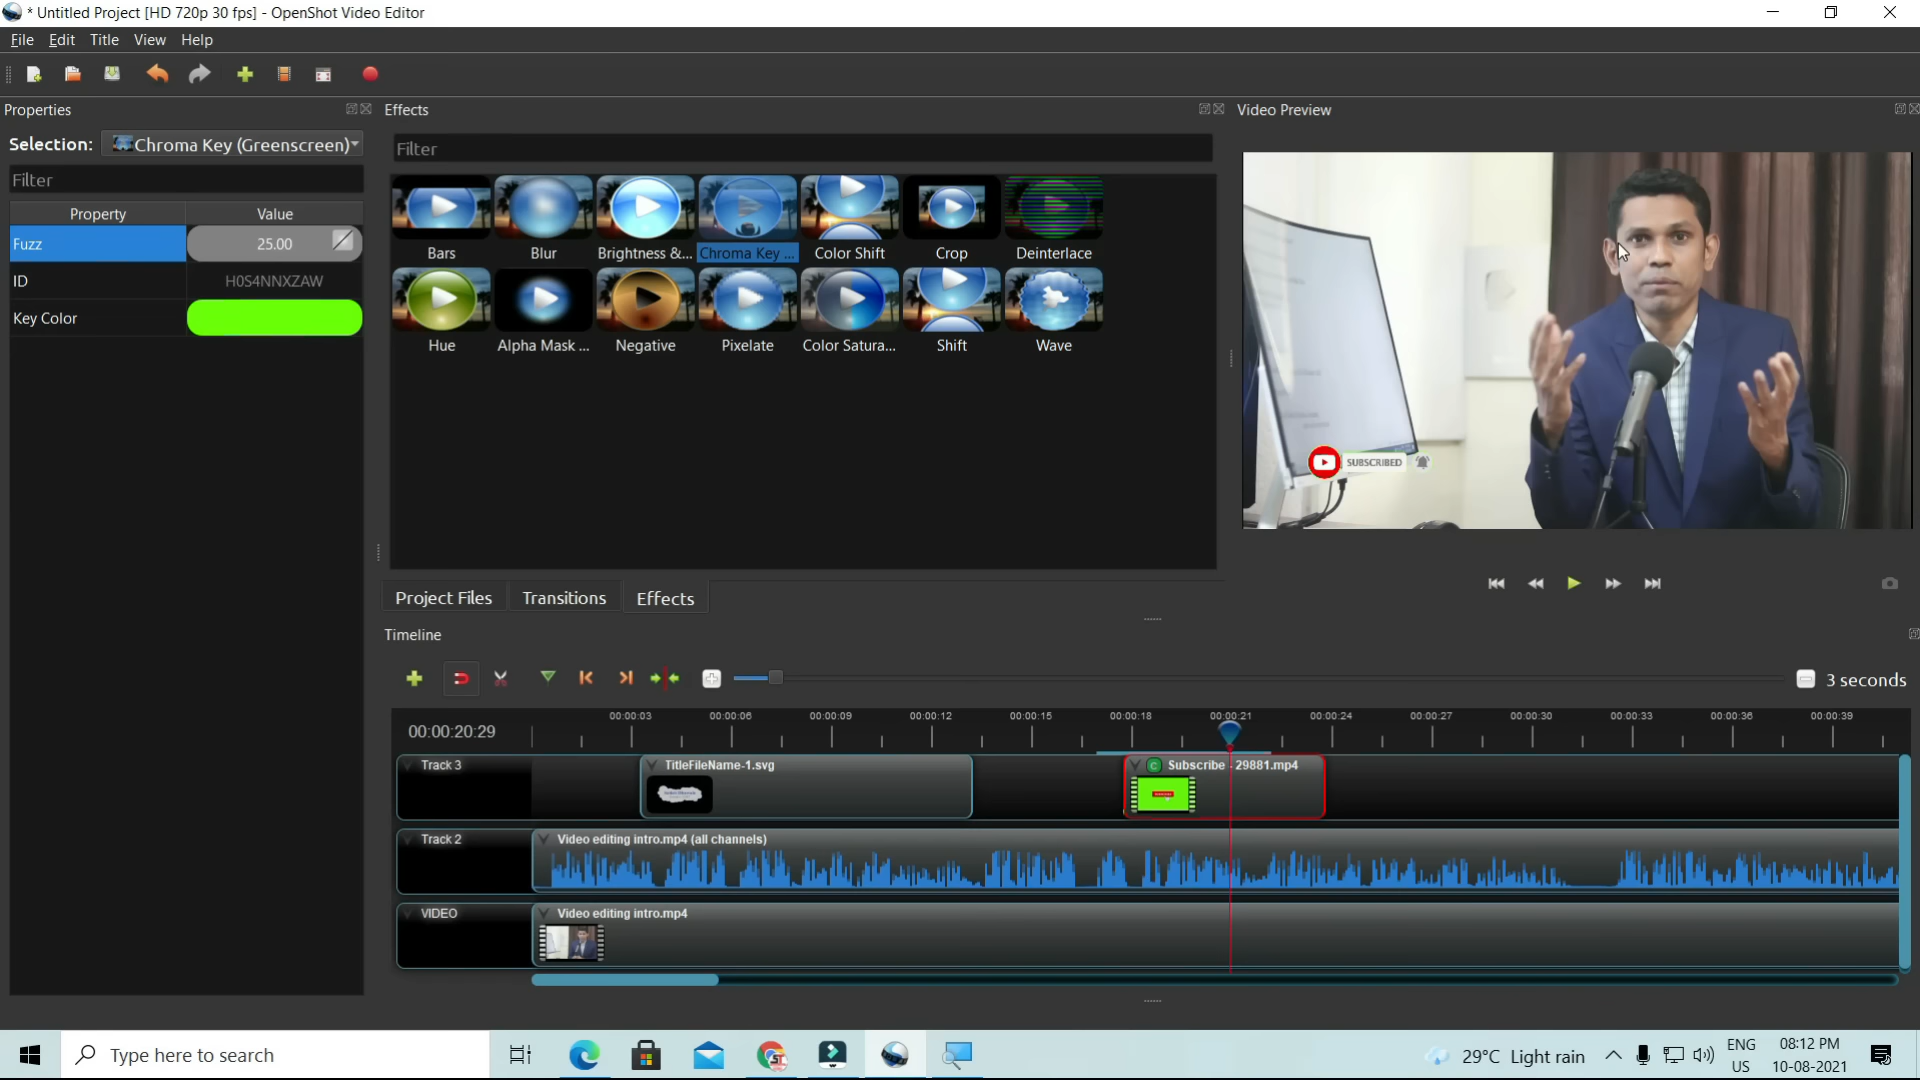 * Untitled Project [HD 720p 30 fps] - OpenShot Video Editor
File Edit Title View Help
Properties
Effects
Video Preview
Selection: Chroma Key (Greenscreen)
Filter
Filter
Property Value
Fuzz 25.00
ID H0S4NNXZAW
Key Color
Bars Blur Brightness &... Chroma Key ... Color Shift Crop Deinterlace
Hue Alpha Mask ... Negative Pixelate Color Satura... Shift Wave
SUBSCRIBED
Project Files Transitions Effects
Timeline
3 seconds
00:00:20:29
00:00:03 00:00:06 00:00:09 00:00:12 00:00:15 00:00:18 00:00:21 00:00:24 00:00:27 00:00:30 00:00:33 00:00:36 00:00:39
Track 3 TitleFileName-1.svg C Subscribe - 29881.mp4
Track 2 Video editing intro.mp4 (all channels)
VIDEO Video editing intro.mp4
Type here to search
29°C Light rain
ENG
US
08:12 PM
10-08-2021